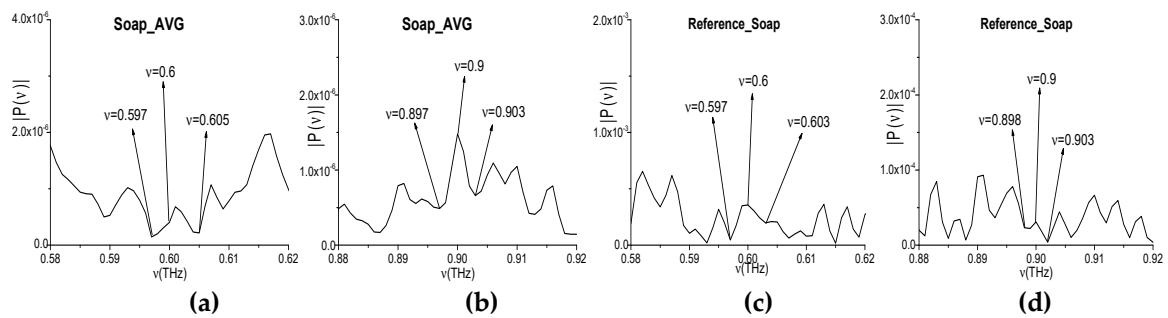 4.0x10-6
Soap_AVG
ν=0.6
ν=0.597
ν=0.605
2.0x10-6
|P(ν)|
0.0
0.58 0.59 0.60 0.61 0.62
ν(THz)
(a)
3.0x10-6
Soap_AVG
ν=0.9
ν=0.897
ν=0.903
2.0x10-6
1.0x10-6
|P(ν)|
0.0
0.88 0.89 0.90 0.91 0.92
ν(THz)
(b)
2.0x10-3
Reference_Soap
ν=0.6
ν=0.597
ν=0.603
1.0x10-3
|P(ν)|
0.0
0.58 0.59 0.60 0.61 0.62
ν(THz)
(c)
3.0x10-4
Reference_Soap
ν=0.9
ν=0.898
ν=0.903
2.0x10-4
1.0x10-4
|P(ν)|
0.0
0.88 0.89 0.90 0.91 0.92
ν(THz)
(d)